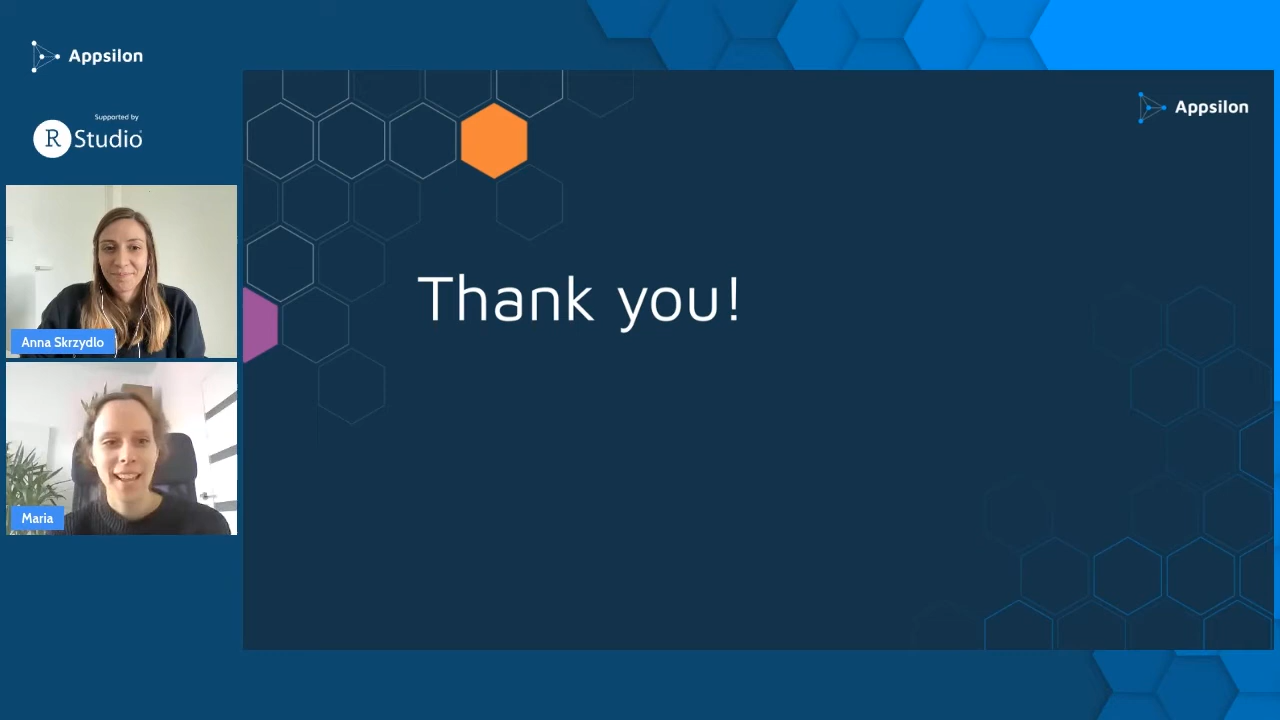 Appsilon
Supported by
R Studio
Anna Skrzydlo
Maria
Appsilon
Thank you!